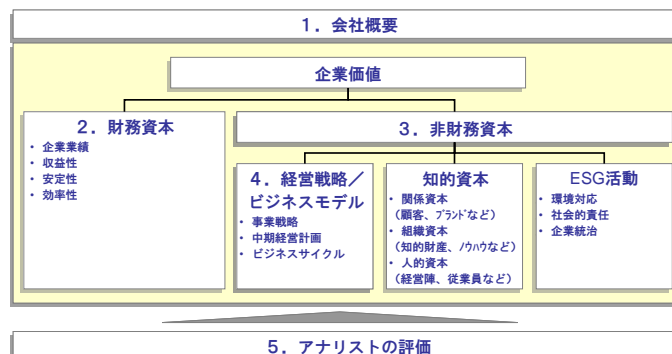 １．会社概要
企業価値
２．財務資本
・ 企業業績
・ 収益性
・ 安定性
・ 効率性
３．非財務資本
４．経営戦略／
ビジネスモデル
・ 事業戦略
・ 中期経営計画
・ ビジネスサイクル
知的資本
・ 関係資本
（顧客、ﾌﾞﾗﾝﾄﾞなど）
・ 組織資本
（知的財産、ﾉｳﾊｳなど）
・ 人的資本
（経営陣、従業員など）
ESG活動
・ 環境対応
・ 社会的責任
・ 企業統治
５．アナリストの評価